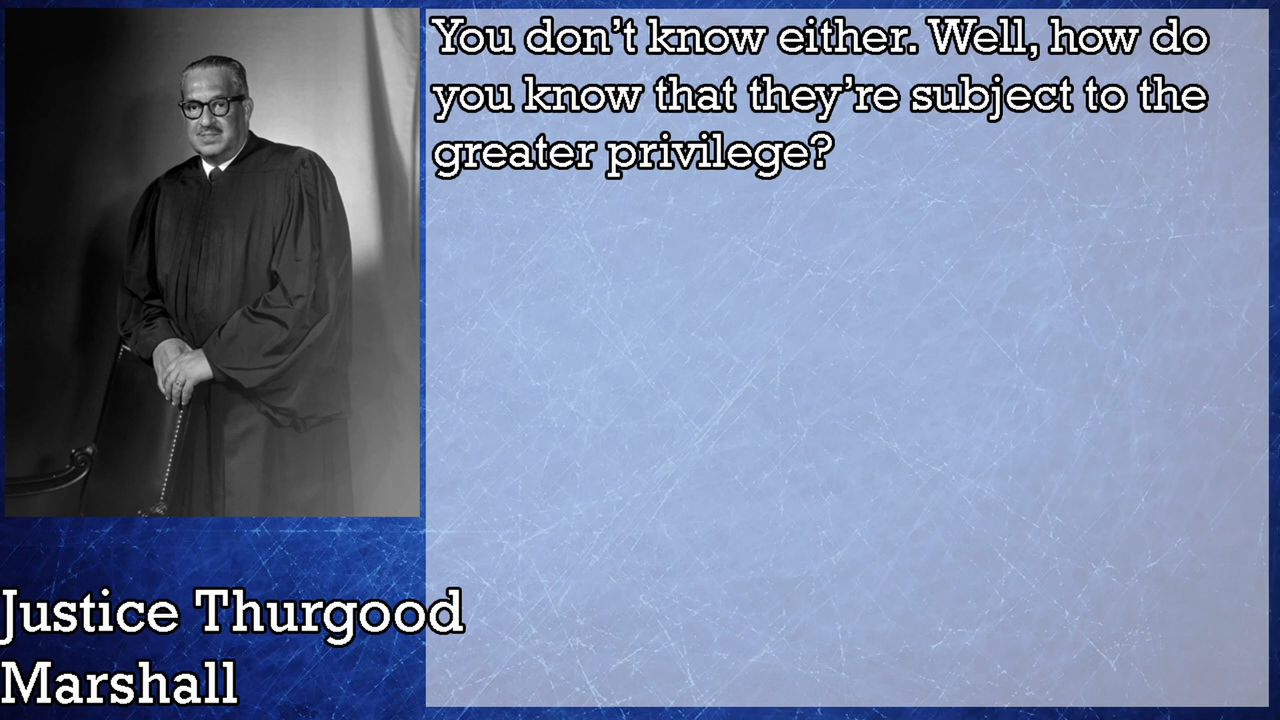 You don’t know either. Well, how do
you know that they’re subject to the
greater privilege?
Justice Thurgood
Marshall